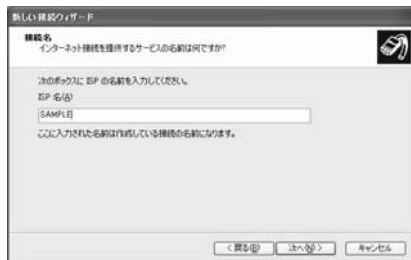 新しい接続ウィザード
接続名
インターネット接続を提供するサービスの名前は何ですか?
次のボックスに ISP の名前を入力してください。
ISP 名(A)
SAMPLE
ここに入力された名前は作成している接続の名前になります。
< 戻る(B)
次へ(N) >
キャンセル